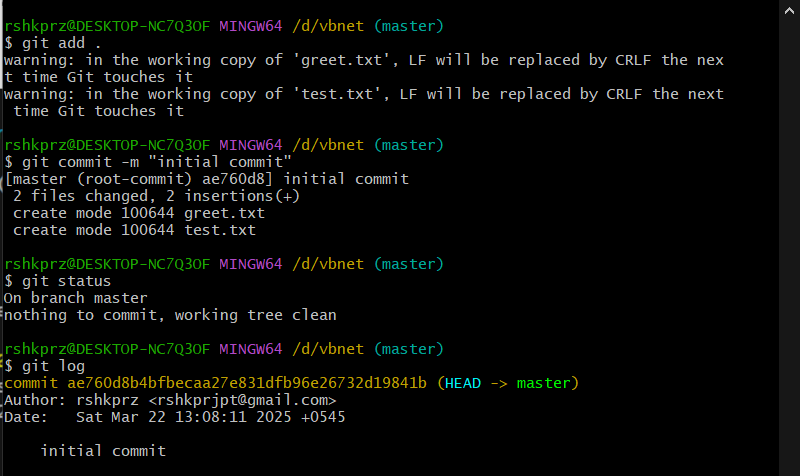 rshkprz@DESKTOP-NC7Q3OF MINGW64 /d/vbnet (master)
$ git add .
warning: in the working copy of 'greet.txt', LF will be replaced by CRLF the nex
t time Git touches it
warning: in the working copy of 'test.txt', LF will be replaced by CRLF the next
 time Git touches it
rshkprz@DESKTOP-NC7Q3OF MINGW64 /d/vbnet (master)
$ git commit -m "initial commit"
[master (root-commit) ae760d8] initial commit
 2 files changed, 2 insertions(+)
 create mode 100644 greet.txt
 create mode 100644 test.txt
rshkprz@DESKTOP-NC7Q3OF MINGW64 /d/vbnet (master)
$ git status
On branch master
nothing to commit, working tree clean
rshkprz@DESKTOP-NC7Q3OF MINGW64 /d/vbnet (master)
$ git log
commit ae760d8b4bfbecaa27e831dfb96e26732d19841b (HEAD -> master)
Author: rshkprz <rshkprjpt@gmail.com>
Date:   Sat Mar 22 13:08:11 2025 +0545
    initial commit